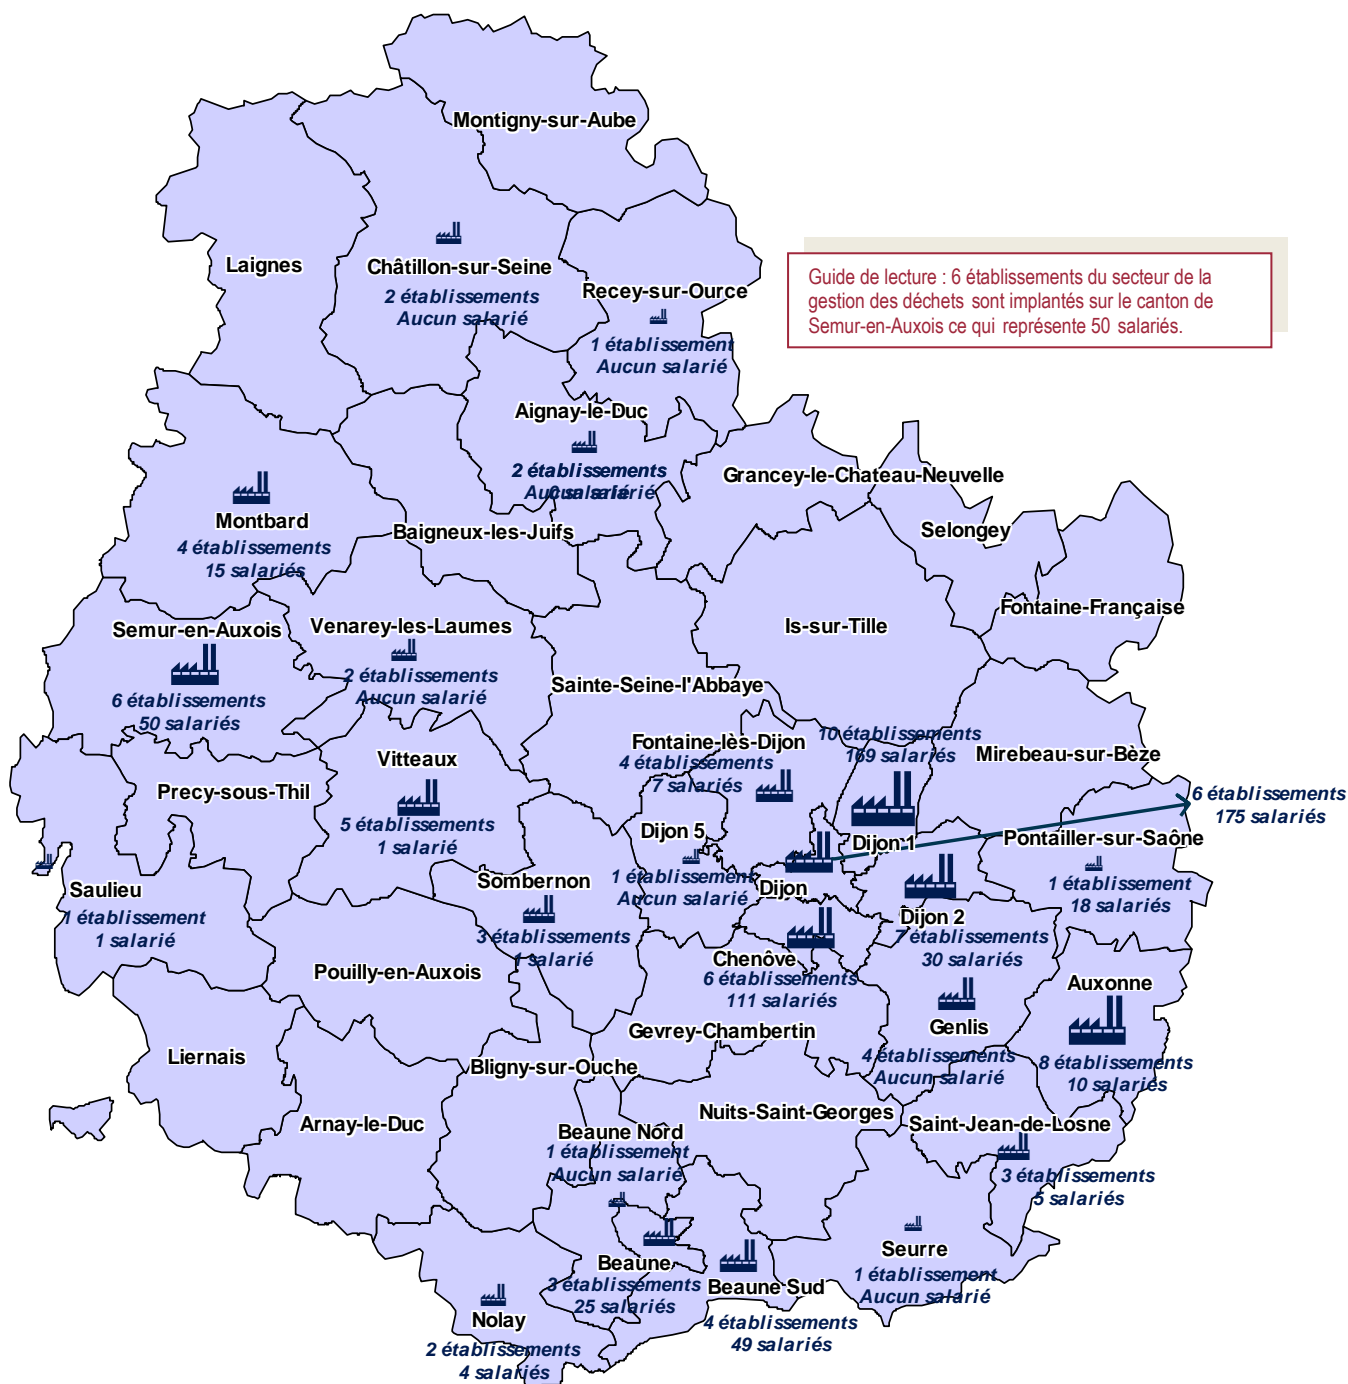 Montigny-sur-Aube
Laignes
Châtillon-sur-Seine
2 établissements
Aucun salarié
Recey-sur-Ource
1 établissement
Aucun salarié
Guide de lecture : 6 établissements du secteur de la
gestion des déchets sont implantés sur le canton de
Semur-en-Auxois ce qui représente 50 salariés.
Aignay-le-Duc
2 établissements
Aucun salarié
Grancey-le-Chateau-Neuvelle
Selongey
Montbard
4 établissements
15 salariés
Baigneux-les-Juifs
Fontaine-Française
Semur-en-Auxois
6 établissements
50 salariés
Venarey-les-Laumes
2 établissements
Aucun salarié
Is-sur-Tille
Sainte-Seine-l'Abbaye
Fontaine-lès-Dijon
4 établissements
7 salariés
10 établissements
169 salariés
Dijon 1
Mirebeau-sur-Bèze
6 établissements
175 salariés
Vitteaux
5 établissements
1 salarié
Precy-sous-Thil
Dijon 5
1 établissement
Aucun salarié
Dijon
Pontailler-sur-Saône
1 établissement
18 salariés
Saulieu
1 établissement
1 salarié
Sombernon
3 établissements
1 salarié
Dijon 2
7 établissements
30 salariés
Chenôve
6 établissements
111 salariés
Pouilly-en-Auxois
Auxonne
8 établissements
10 salariés
Genlis
4 établissements
Aucun salarié
Gevrey-Chambertin
Liernais
Bligny-sur-Ouche
Arnay-le-Duc
Nuits-Saint-Georges
Saint-Jean-de-Losne
3 établissements
5 salariés
Beaune Nord
1 établissement
Aucun salarié
Beaune
3 établissements
25 salariés
Beaune Sud
4 établissements
49 salariés
Seurre
1 établissement
Aucun salarié
Nolay
2 établissements
4 salariés